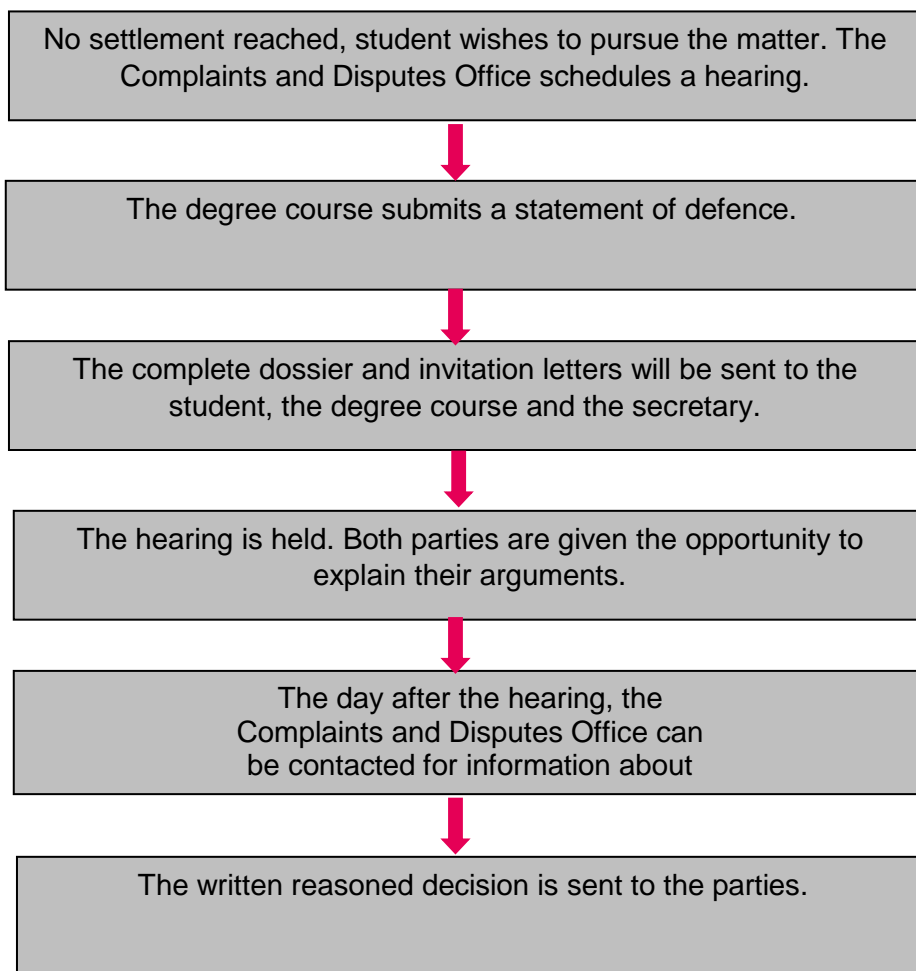 No settlement reached, student wishes to pursue the matter. The
Complaints and Disputes Office schedules a hearing.
The degree course submits a statement of defence.
The complete dossier and invitation letters will be sent to the
student, the degree course and the secretary.
The hearing is held. Both parties are given the opportunity to
explain their arguments.
The day after the hearing, the
Complaints and Disputes Office can
be contacted for information about
The written reasoned decision is sent to the parties.